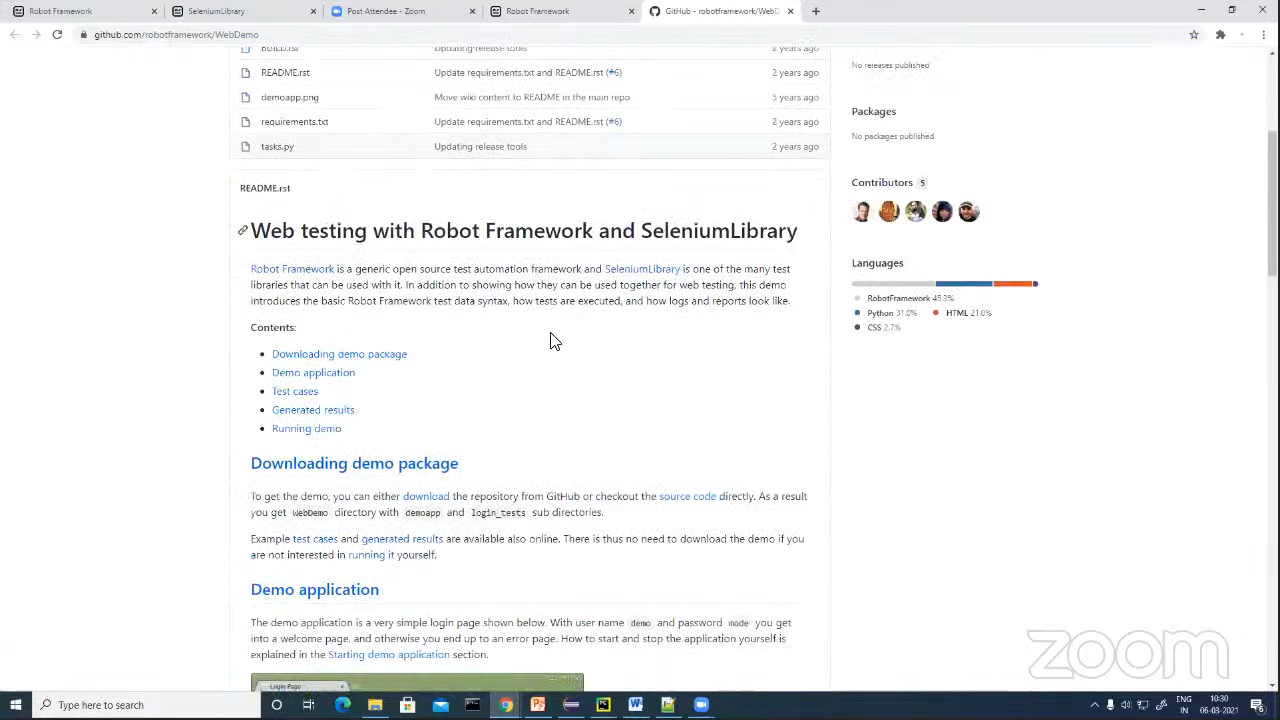 Robot Framework
SeleniumLibrary
Post Attendee - Zoom
Robot Framework
GitHub - robotframework/WebD
github.com/robotframework/WebDemo
BUILD.rst Updating release tools 2 years ago
README.rst Update requirements.txt and README.rst (#6) 2 years ago
demoapp.png Move wiki content to README in the main repo 5 years ago
requirements.txt Update requirements.txt and README.rst (#6) 2 years ago
tasks.py Updating release tools 2 years ago
No releases published
Packages
No packages published
Contributors 5
Languages
RobotFramework 45.3%
Python 31.0% HTML 21.0%
CSS 2.7%
README.rst
Web testing with Robot Framework and SeleniumLibrary
Robot Framework is a generic open source test automation framework and SeleniumLibrary is one of the many test
libraries that can be used with it. In addition to showing how they can be used together for web testing, this demo
introduces the basic Robot Framework test data syntax, how tests are executed, and how logs and reports look like.
Contents:
Downloading demo package
Demo application
Test cases
Generated results
Running demo
Downloading demo package
To get the demo, you can either download the repository from GitHub or checkout the source code directly. As a result
you get WebDemo directory with demoapp and login_tests sub directories.
Example test cases and generated results are available also online. There is thus no need to download the demo if you
are not interested in running it yourself.
Demo application
The demo application is a very simple login page shown below. With user name demo and password mode you get
into a welcome page, and otherwise you end up to an error page. How to start and stop the application yourself is
explained in the Starting demo application section.
Login Page
zoom
Type here to search
ENG
IN
10:30
06-08-2021